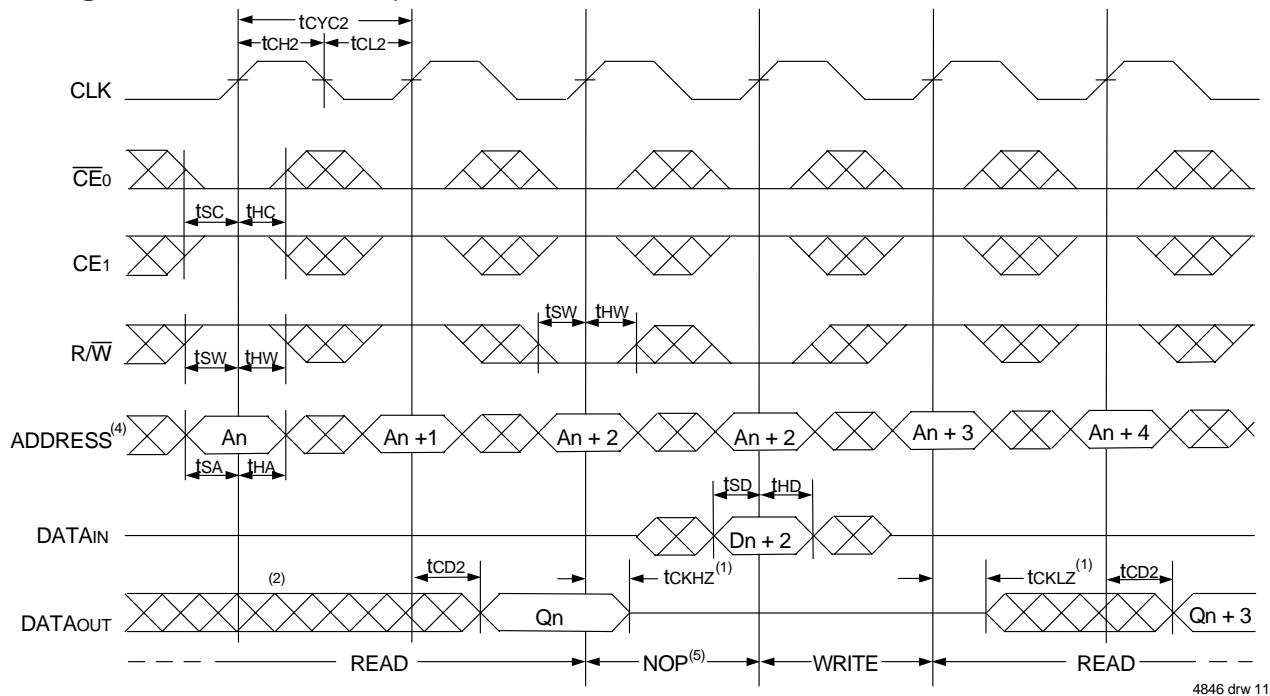 tCYC2
tCH2 tCL2
CLK
CE0
tSC tHC
CE1
tSW tHW
R/W
tSW tHW
ADDRESS(4) An An +1 An + 2 An + 2 An + 3 An + 4
tSA tHA
tSD tHD
DATAIN Dn + 2
tCD2 (2) tCKHZ(1) tCKLZ(1) tCD2
DATAOUT Qn Qn + 3
READ NOP(5) WRITE READ
4846 drw 11